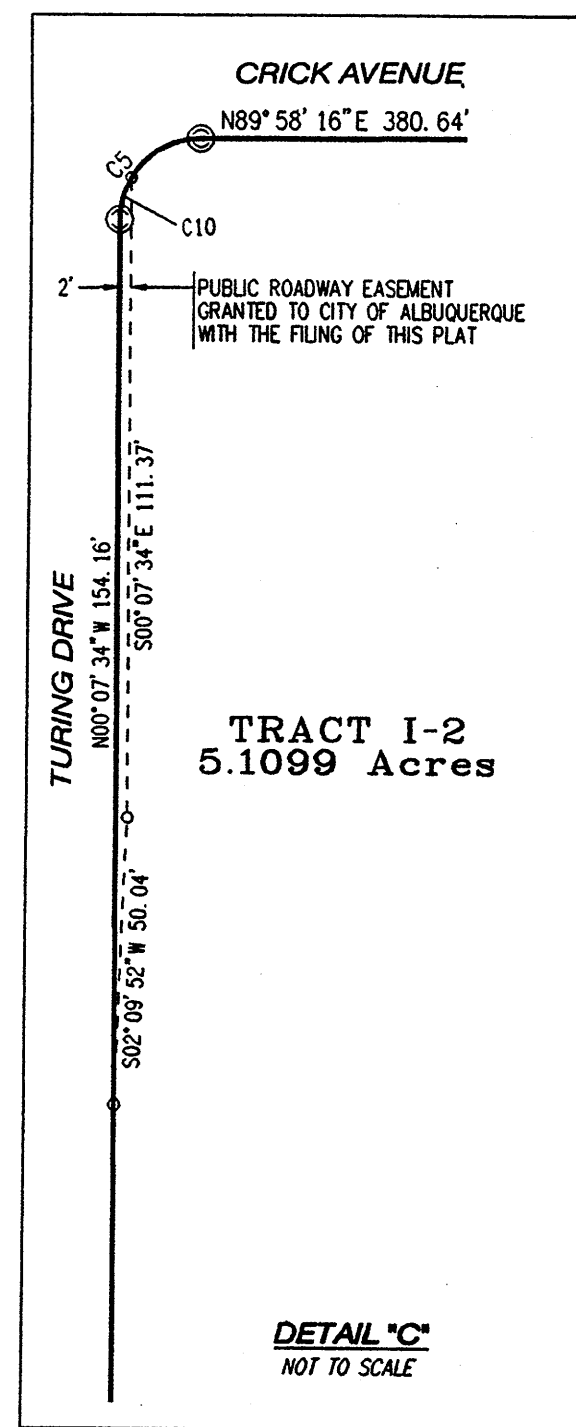 CRICK AVENUE
N89° 58' 16" E 380. 64'
C5
C10
2'
PUBLIC ROADWAY EASEMENT
GRANTED TO CITY OF ALBUQUERQUE
WITH THE FILING OF THIS PLAT
TURING DRIVE
N00° 07' 34" W 154. 16'
S00° 07' 34" E 111. 37'
TRACT I-2
5.1099 Acres
S02° 09' 52" W 50. 04'
DETAIL "C"
NOT TO SCALE